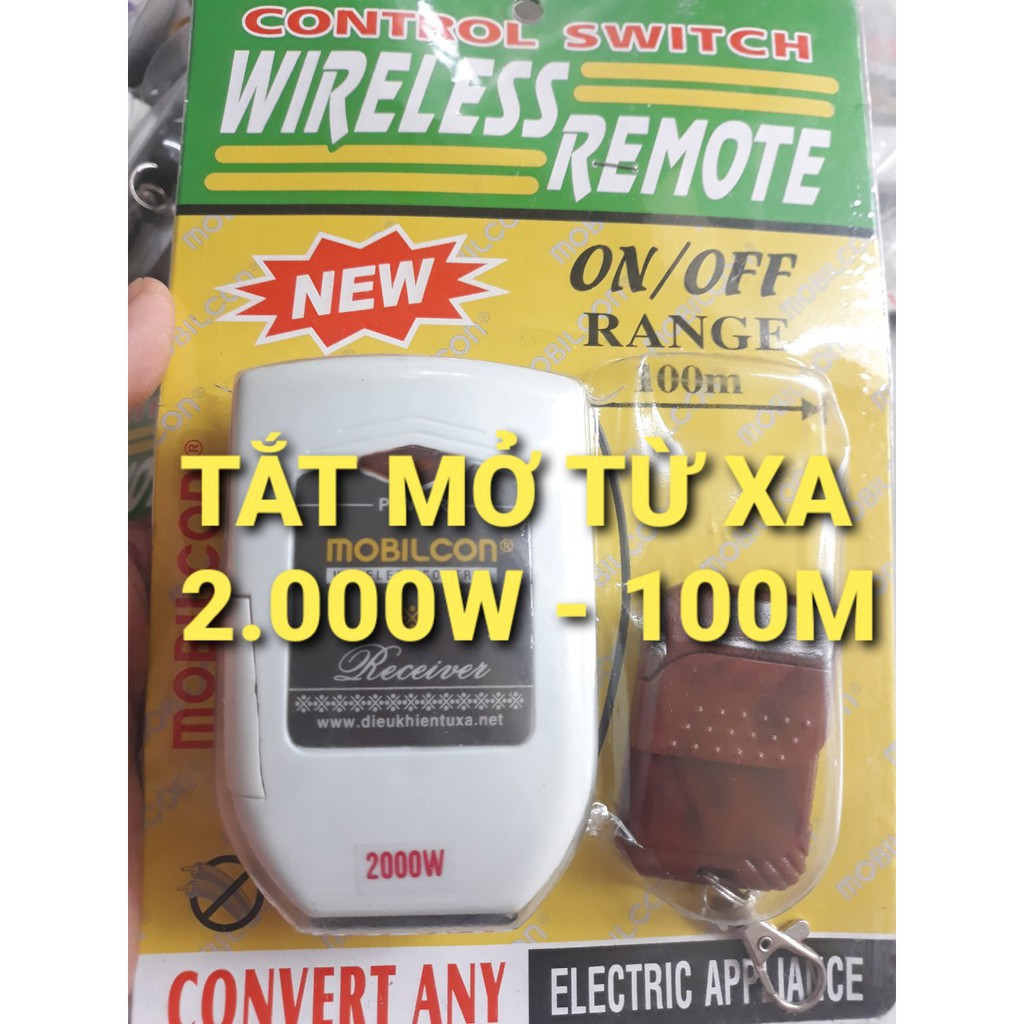 CONTROL SWITCH
WIRELESS
REMOTE
NEW
ON/OFF
RANGE
100m
MOBILCON®
TẮT MỞ TỪ XA
MOBILCON®
2.000W - 100M
Receiver
www.dieukhientuxa.net
2000W
CONVERT ANY
ELECTRIC APPLIANCE